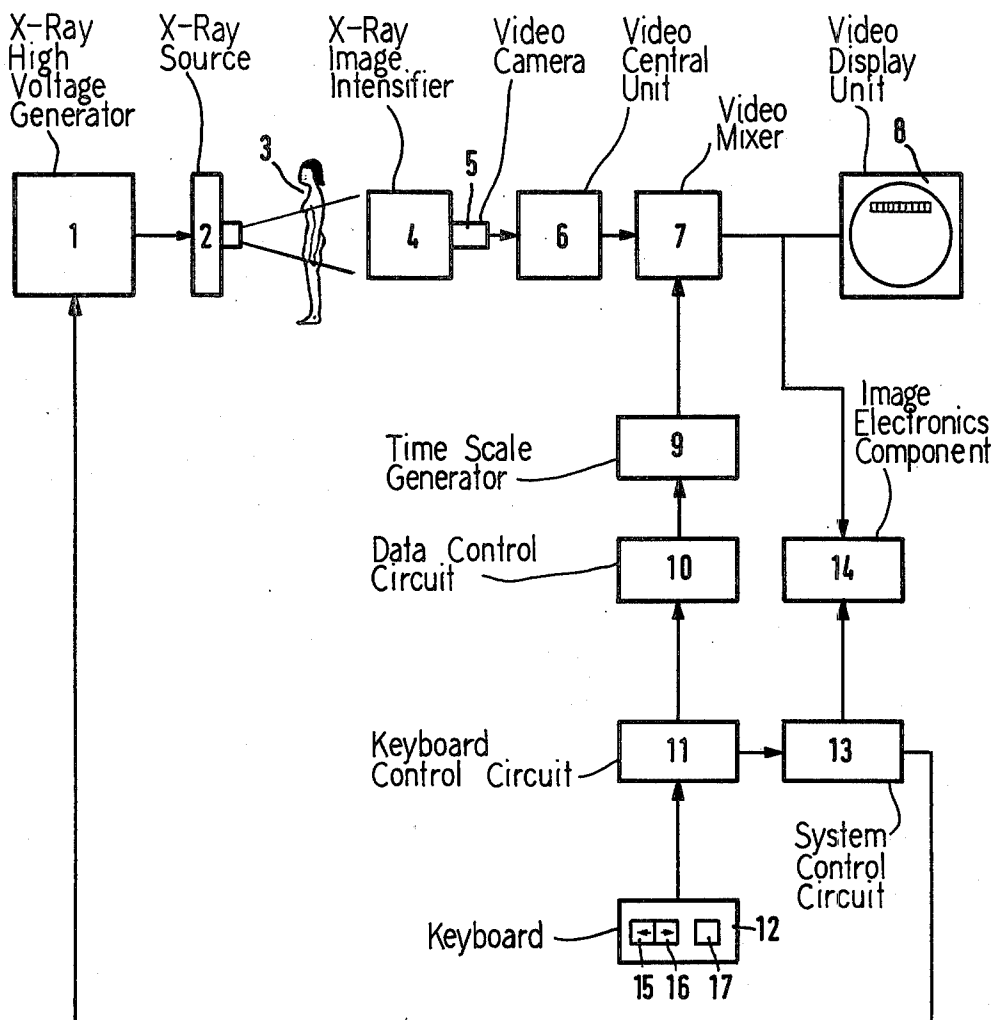 X-Ray
High
Voltage
Generator
X-Ray
Source
X-Ray
Image
Intensifier
Video
Camera
Video
Central
Unit
Video
Mixer
Video
Display
Unit
1
2
3
4
5
6
7
8
Time Scale
Generator
9
Image
Electronics
Component
Data Control
Circuit
10
14
Keyboard
Control Circuit
11
13
System
Control
Circuit
Keyboard
12
15
16
17